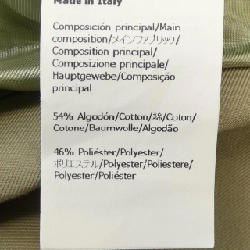 Made in Italy
Composición principal/Main
composition/メインファブリック/
Composition principal/
Composizione principale/
Hauptgewebe/Composição
principal
54% Algodón/Cotton/綿/Coton/
Cotone/Baumwolle/Algodão
46% Poliéster/Polyester/
ポリエステル/Polyester/Poliestere/
Polyester/Poliéster